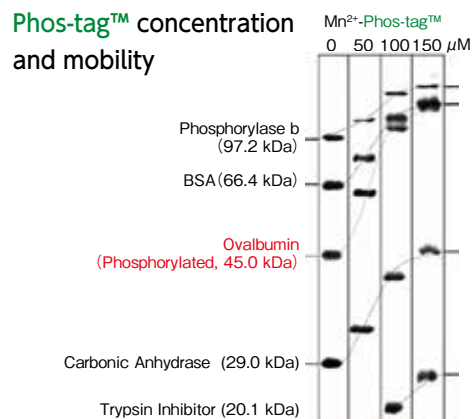 Phos-tag™ concentration
and mobility
Mn²⁺-Phos-tag™
0 50 100 150 μM
Phosphorylase b
(97.2 kDa)
BSA(66.4 kDa)
Ovalbumin
(Phosphorylated, 45.0 kDa)
Carbonic Anhydrase (29.0 kDa)
Trypsin Inhibitor (20.1 kDa)